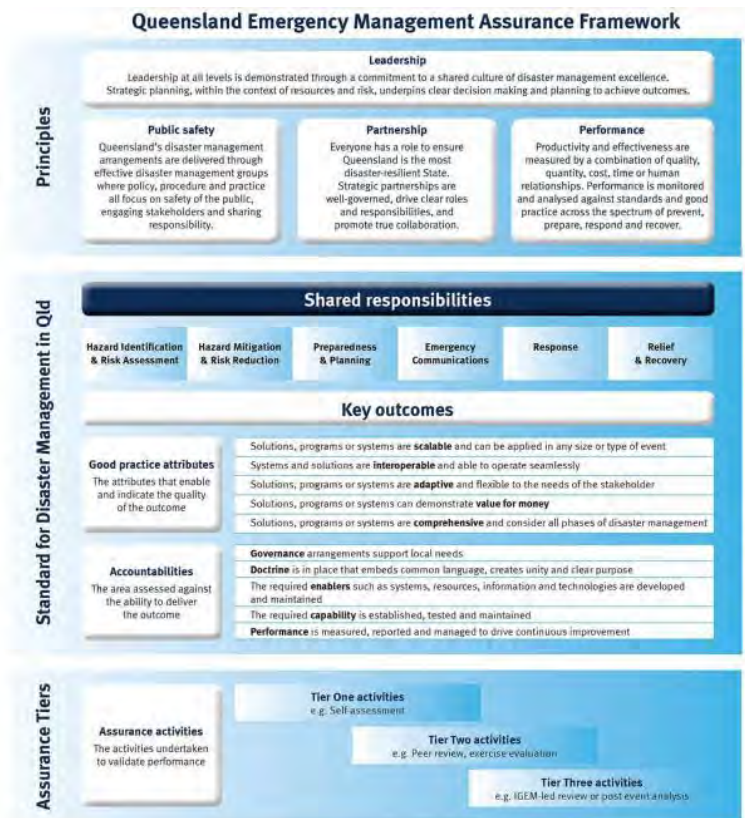 Queensland Emergency Management Assurance Framework
Principles
Leadership
Leadership at all levels is demonstrated through a commitment to a shared culture of disaster management excellence.
Strategic planning, within the context of resources and risk, underpins clear decision making and planning to achieve outcomes.
Public safety
Queensland's disaster management
arrangements are delivered through
effective disaster management groups
where policy, procedure and practice
all focus on safety of the public,
engaging stakeholders and sharing
responsibility.
Partnership
Everyone has a role to ensure
Queensland is the most
disaster-resilient State.
Strategic partnerships are
well-governed, drive clear roles
and responsibilities, and
promote true collaboration.
Performance
Productivity and effectiveness are
measured by a combination of quality,
quantity, cost, time or human
relationships. Performance is monitored
and analysed against standards and good
practice across the spectrum of prevent,
prepare, respond and recover.
Standard for Disaster Management in Qld
Shared responsibilities
Hazard Identification
& Risk Assessment
Hazard Mitigation
& Risk Reduction
Preparedness
& Planning
Emergency
Communications
Response
Relief
& Recovery
Key outcomes
Good practice attributes
The attributes that enable
and indicate the quality
of the outcome
Solutions, programs or systems are scalable and can be applied in any size or type of event
Systems and solutions are interoperable and able to operate seamlessly
Solutions, programs or systems are adaptive and flexible to the needs of the stakeholder
Solutions, programs or systems can demonstrate value for money
Solutions, programs or systems are comprehensive and consider all phases of disaster management
Accountabilities
The area assessed against
the ability to deliver
the outcome
Governance arrangements support local needs
Doctrine is in place that embeds common language, creates unity and clear purpose
The required enablers such as systems, resources, information and technologies are developed
and maintained
The required capability is established, tested and maintained
Performance is measured, reported and managed to drive continuous improvement
Assurance Tiers
Assurance activities
The activities undertaken
to validate performance
Tier One activities
e.g. Self-assessment
Tier Two activities
e.g. Peer review, exercise evaluation
Tier Three activities
e.g. IGEM-led review or post event analysis